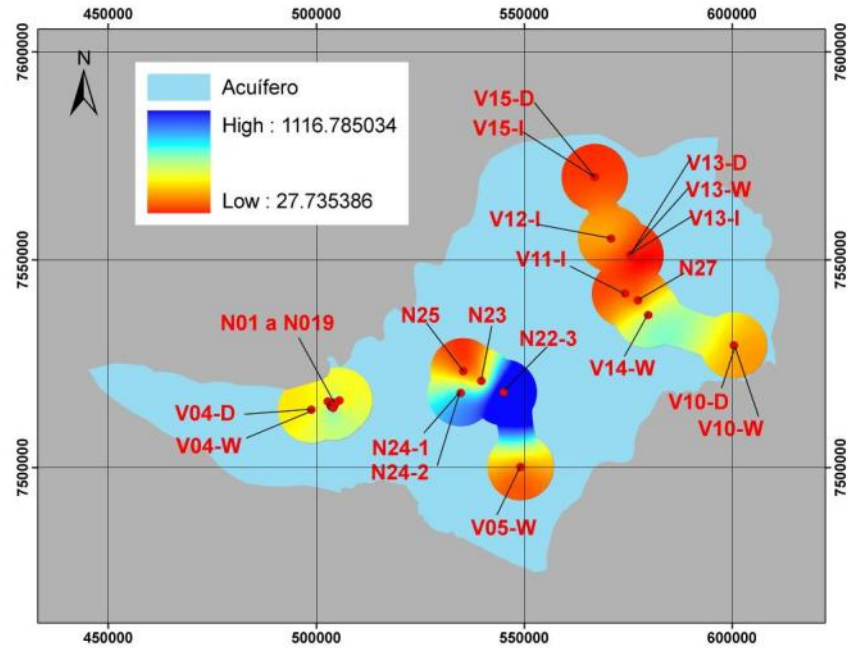 450000 500000 550000 600000
7600000 7600000
N
Acuífero
High : 1116.785034
Low : 27.735386
V15-D
V15-I
V13-D
V13-W
V13-I
V12-I
V11-I
N27
7550000 7550000
N01 a N019
N25
N23
N22-3
V14-W
V04-D
V04-W
V10-D
V10-W
N24-1
N24-2
7500000 7500000
V05-W
450000 500000 550000 600000